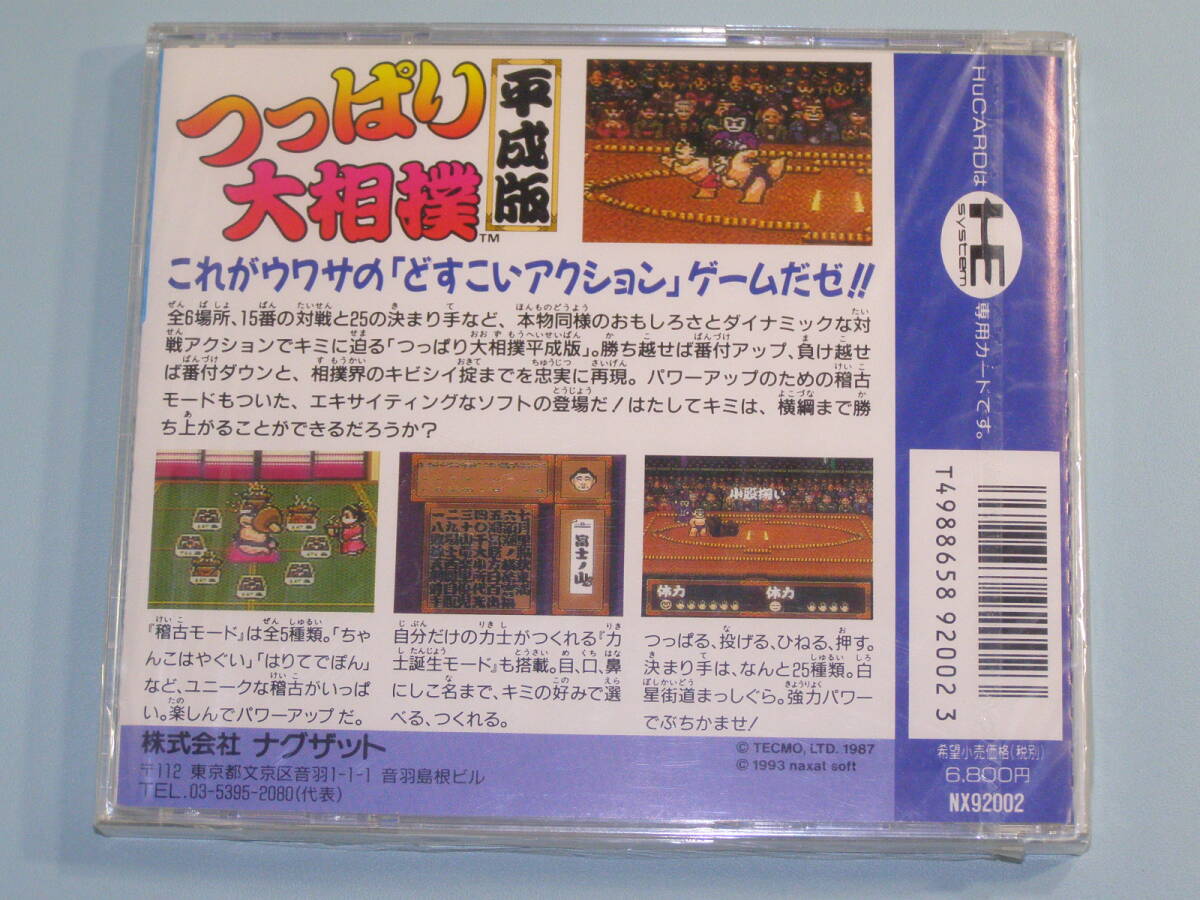 つっぱり
大相撲
TM
平成版
これがウワサの「どすこいアクション」ゲームだゼ!!
全6場所、15番の対戦と25の決まり手など、本物同様のおもしろさとダイナミックな対
戦アクションでキミに迫る「つっぱり大相撲平成版」。勝ち越せば番付アップ、負け越せ
ば番付ダウンと、相撲界のキビシイ掟までを忠実に再現。パワーアップのための稽古
モードもついた、エキサイティングなソフトの登場だ!はたしてキミは、横綱まで勝
ち上がることができるだろうか?
富士ノ山
小股掬い
体力
体力
『稽古モード』は全5種類。「ちゃ
んこはやぐい」「はりてでぽん」
など、ユニークな稽古がいっぱ
い。楽しんでパワーアップだ。
自分だけの力士がつくれる『力
士誕生モード』も搭載。目、口、鼻
にしこ名まで、キミの好みで選
べる、つくれる。
つっぱる、投げる、ひねる、押す。
決まり手は、なんと25種類。白
星街道まっしぐら。強力パワー
でぶちかませ!
株式会社 ナグザット
〒112 東京都文京区音羽1-1-1 音羽島根ビル
TEL.03-5395-2080(代表)
© TECMO, LTD. 1987
© 1993 naxat soft
HuCARDは
HE
system
専用カードです。
T4988658 92002 3
希望小売価格(税別)
6,800円
NX92002